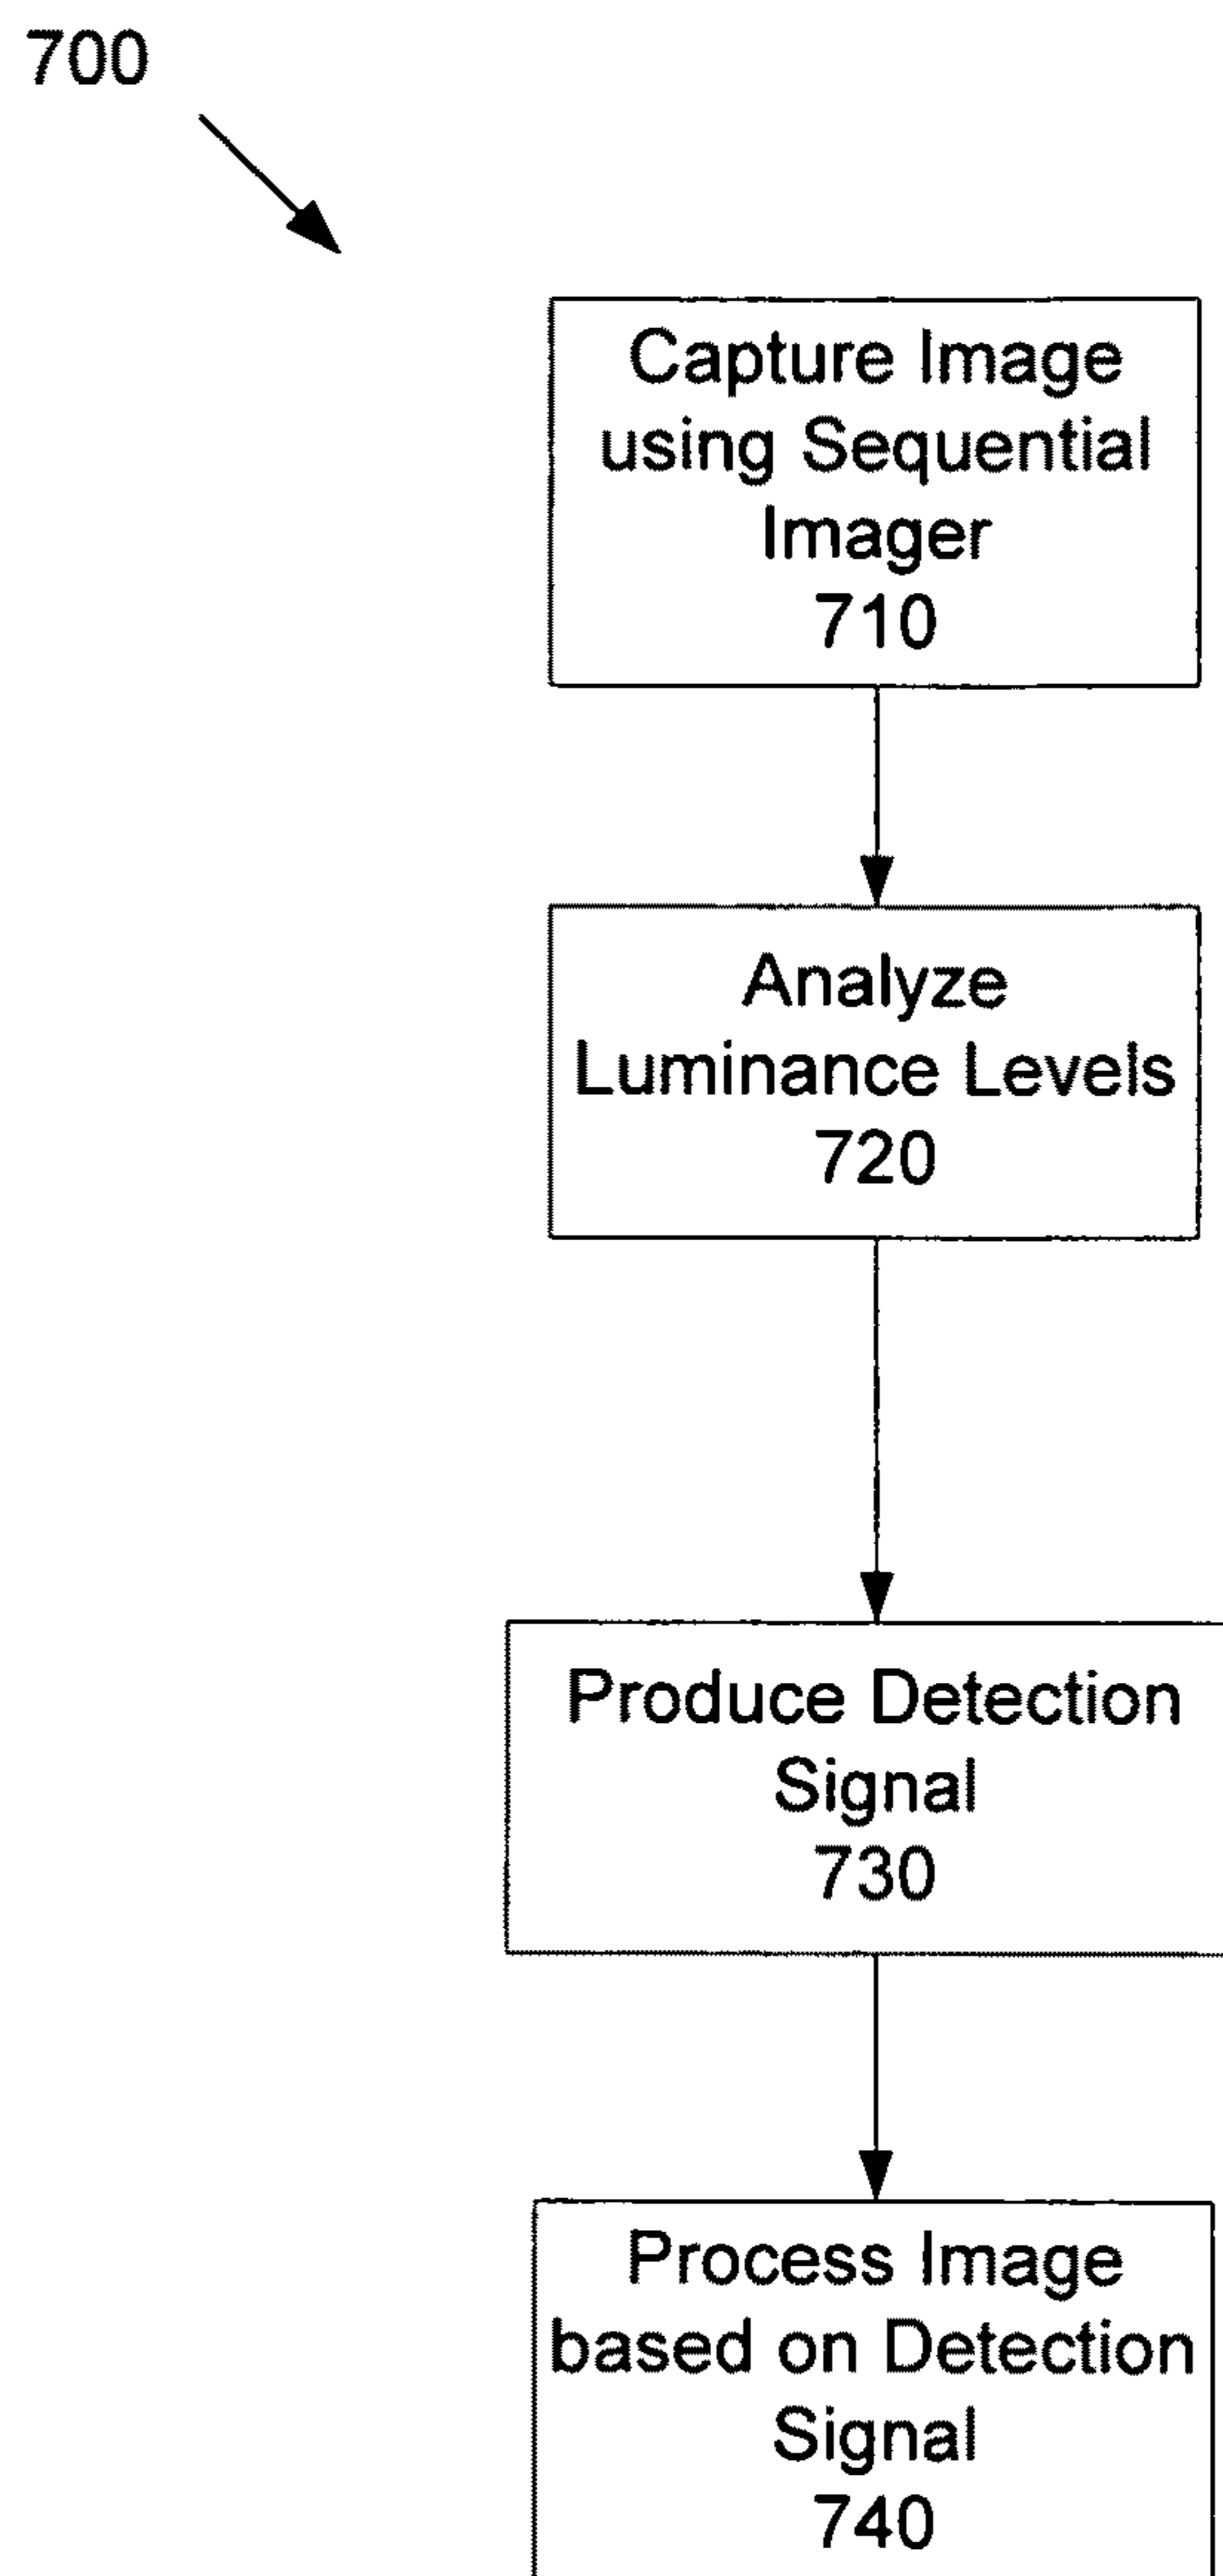 700
Capture Image
using Sequential
Imager
710
Analyze
Luminance Levels
720
Produce Detection
Signal
730
Process Image
based on Detection
Signal
740